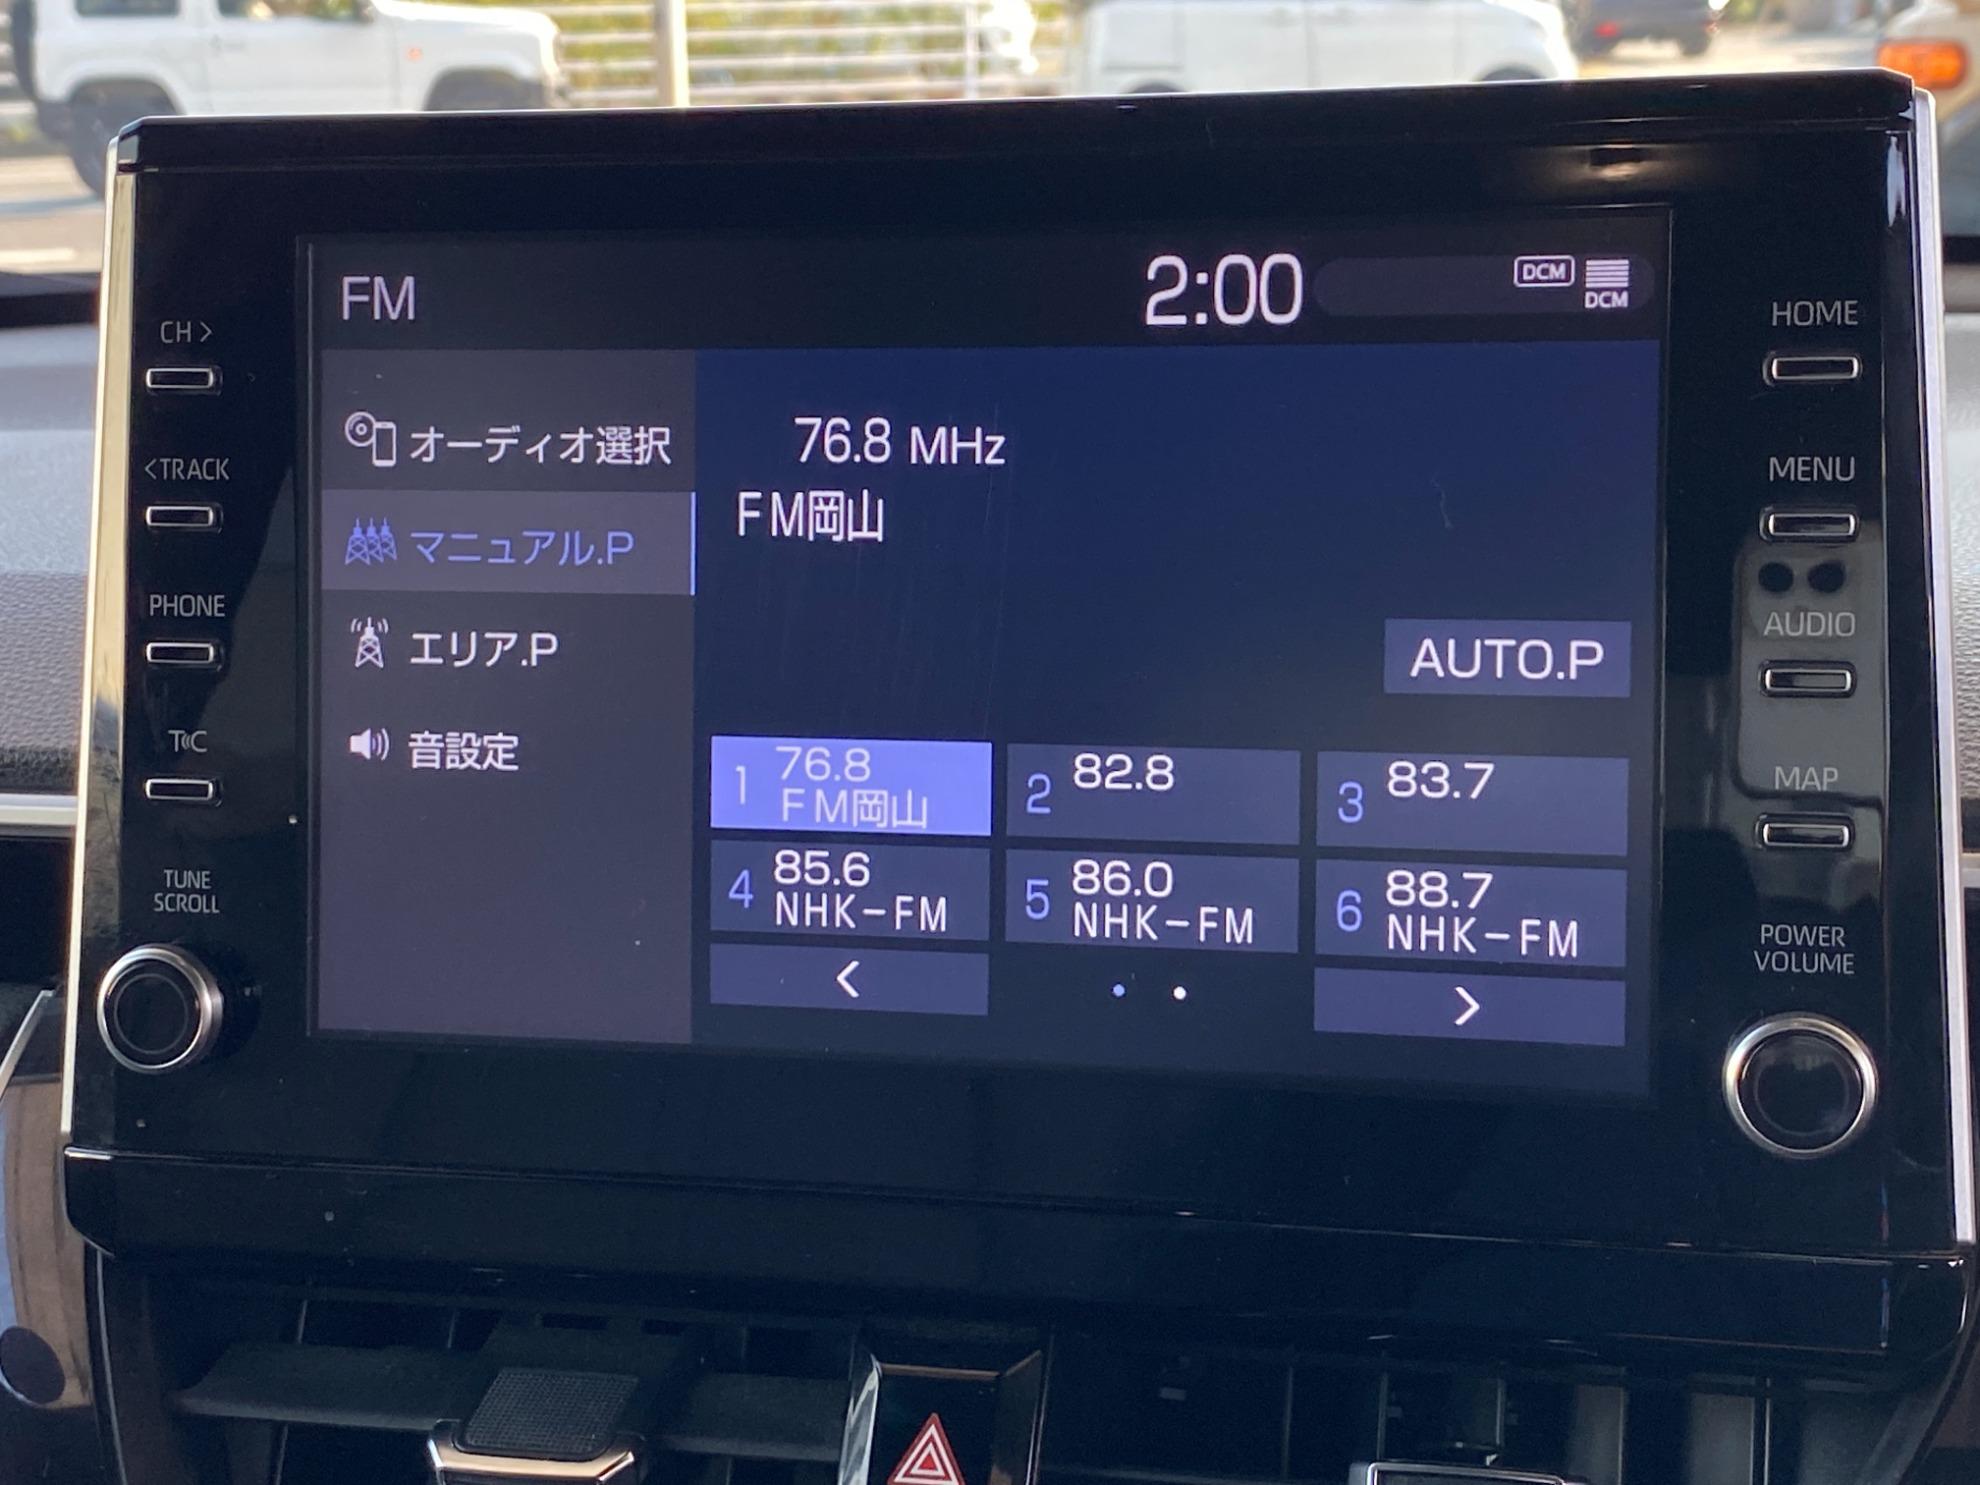 FM
2:00
DCM
DCM
オーディオ選択
マニュアル.P
エリア.P
音設定
76.8 MHz
ＦＭ岡山
AUTO.P
1 76.8
ＦＭ岡山
2 82.8
3 83.7
4 85.6
NHK－FM
5 86.0
NHK－FM
6 88.7
NHK－FM
<
>
CH >
<TRACK
PHONE
T«C
TUNE
SCROLL
HOME
MENU
AUDIO
MAP
POWER
VOLUME